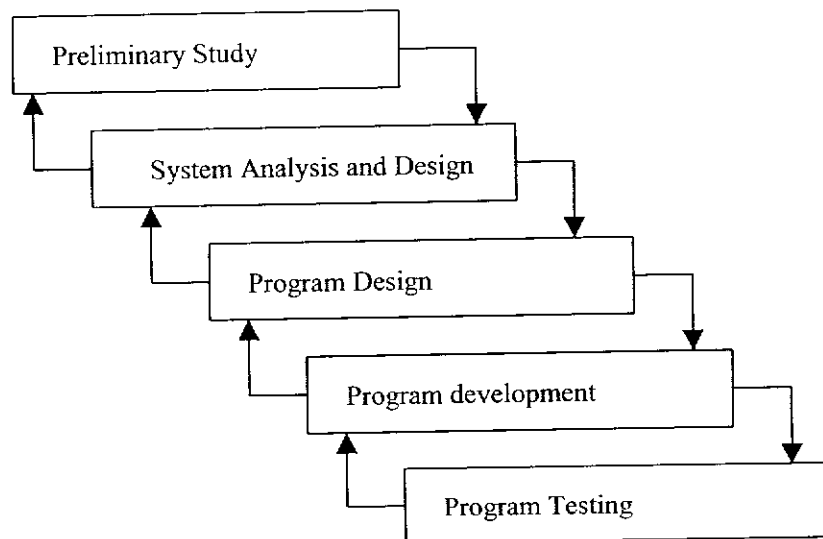 Preliminary Study
System Analysis and Design
Program Design
Program development
Program Testing